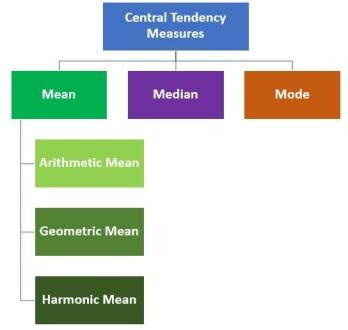 Central Tendency
Measures
Mean
Median
Mode
Arithmetic Mean
Geometric Mean
Harmonic Mean